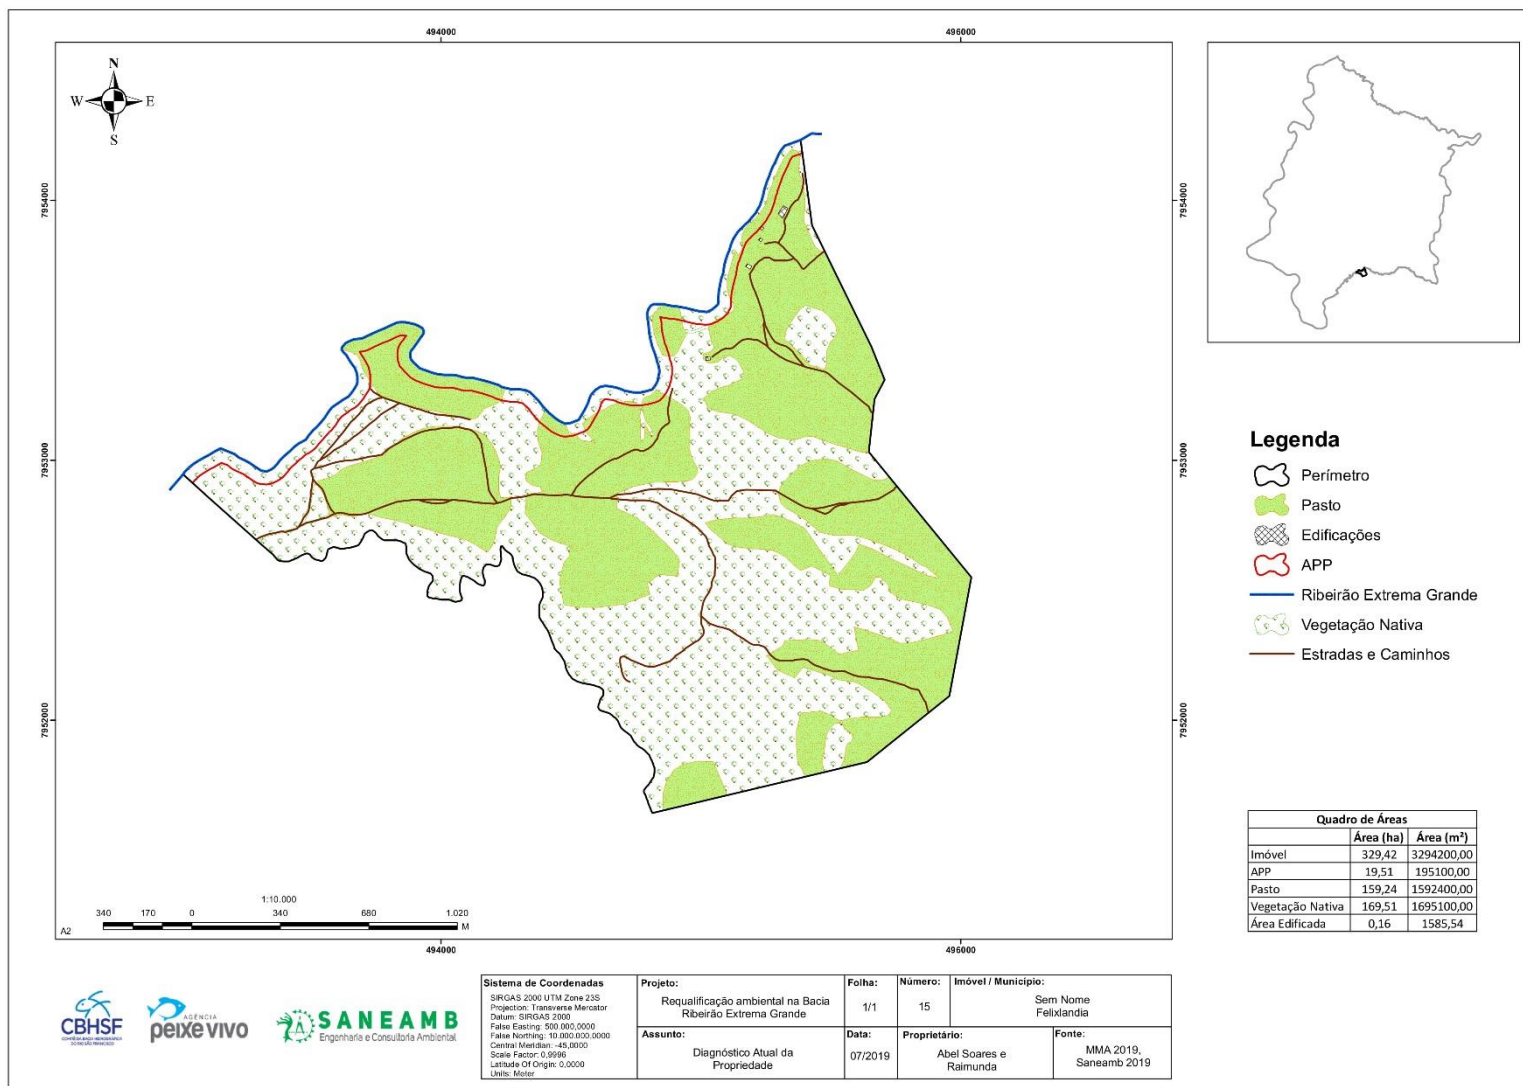 494000
496000
N
W
E
S
7954000
7954000
7953000
7953000
7952000
7952000
Legenda
Perímetro
Pasto
Edificações
APP
Ribeirão Extrema Grande
Vegetação Nativa
Estradas e Caminhos
Quadro de Áreas
Área (ha) Área (m²)
Imóvel 329,42 3294200,00
APP 19,51 195100,00
Pasto 159,24 1592400,00
Vegetação Nativa 169,51 1695100,00
Área Edificada 0,16 1585,54
1:10.000
340 170 0 340 680 1.020
M
A2
494000
496000
CBHSF
AGÊNCIA
peixe vivo
SANEAMB
Engenharia e Consultoria Ambiental
Sistema de Coordenadas
SIRGAS 2000 UTM Zone 23S
Projection: Transverse Mercator
Datum: SIRGAS 2000
False Easting: 500.000,0000
False Northing: 10.000.000,0000
Central Meridian: -45,0000
Scale Factor: 0,9996
Latitude Of Origin: 0,0000
Units: Meter
Projeto:
Requalificação ambiental na Bacia
Ribeirão Extrema Grande
Assunto:
Diagnóstico Atual da
Propriedade
Folha:
1/1
Número:
15
Imóvel / Município:
Sem Nome
Felixlandia
Data:
07/2019
Proprietário:
Abel Soares e
Raimunda
Fonte:
MMA 2019,
Saneamb 2019